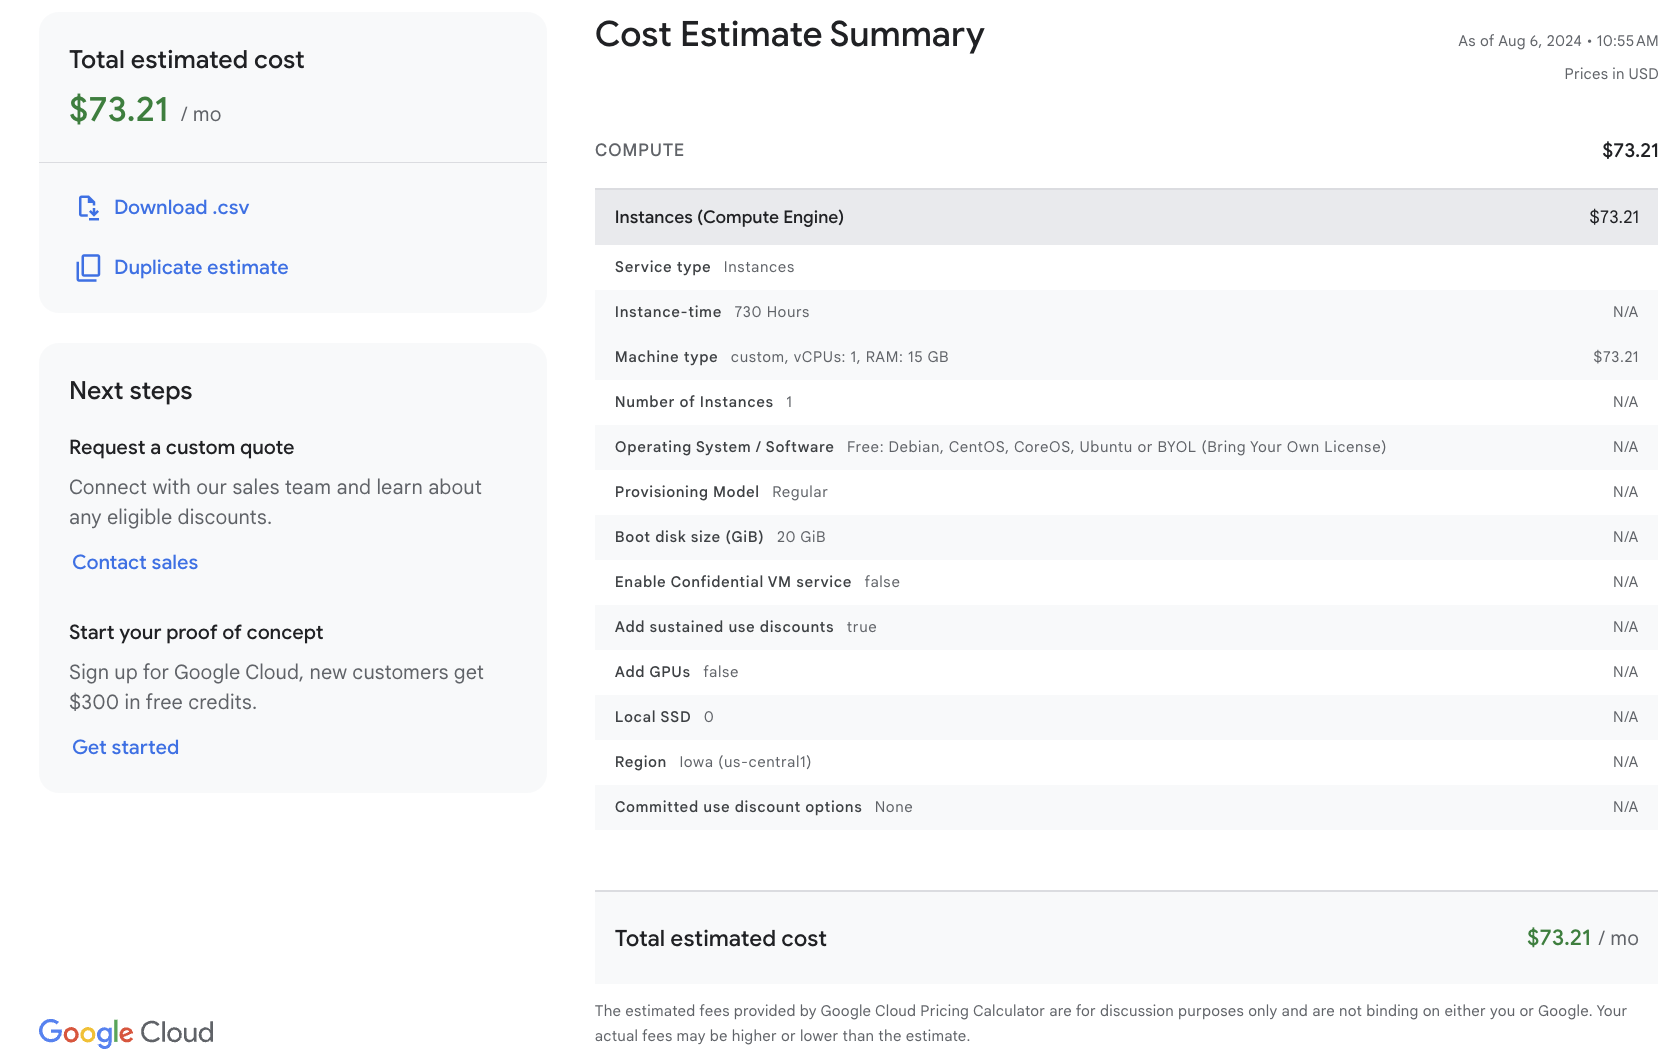 Total estimated cost
$73.21 / mo
Download .csv
Duplicate estimate
Next steps
Request a custom quote
Connect with our sales team and learn about
any eligible discounts.
Contact sales
Start your proof of concept
Sign up for Google Cloud, new customers get
$300 in free credits.
Get started
Google Cloud
Cost Estimate Summary
As of Aug 6, 2024 • 10:55 AM
Prices in USD
COMPUTE $73.21
Instances (Compute Engine) $73.21
Service type Instances
Instance-time 730 Hours N/A
Machine type custom, vCPUs: 1, RAM: 15 GB $73.21
Number of Instances 1 N/A
Operating System / Software Free: Debian, CentOS, CoreOS, Ubuntu or BYOL (Bring Your Own License) N/A
Provisioning Model Regular N/A
Boot disk size (GiB) 20 GiB N/A
Enable Confidential VM service false N/A
Add sustained use discounts true N/A
Add GPUs false N/A
Local SSD 0 N/A
Region Iowa (us-central1) N/A
Committed use discount options None N/A
Total estimated cost $73.21 / mo
The estimated fees provided by Google Cloud Pricing Calculator are for discussion purposes only and are not binding on either you or Google. Your
actual fees may be higher or lower than the estimate.